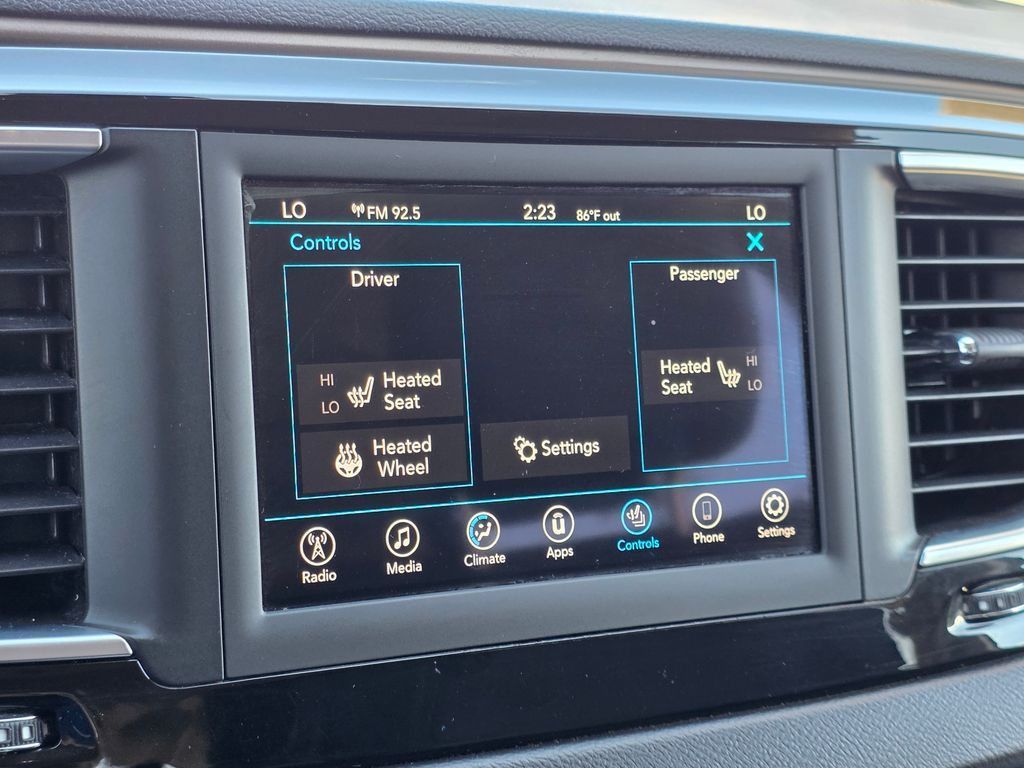 LO FM 92.5 2:23 86°F out LO
Controls X
Driver
Passenger
HI
LO
Heated
Seat
Heated
Seat
HI
LO
Heated
Wheel
Settings
Radio
Media
Climate
Apps
Controls
Phone
Settings